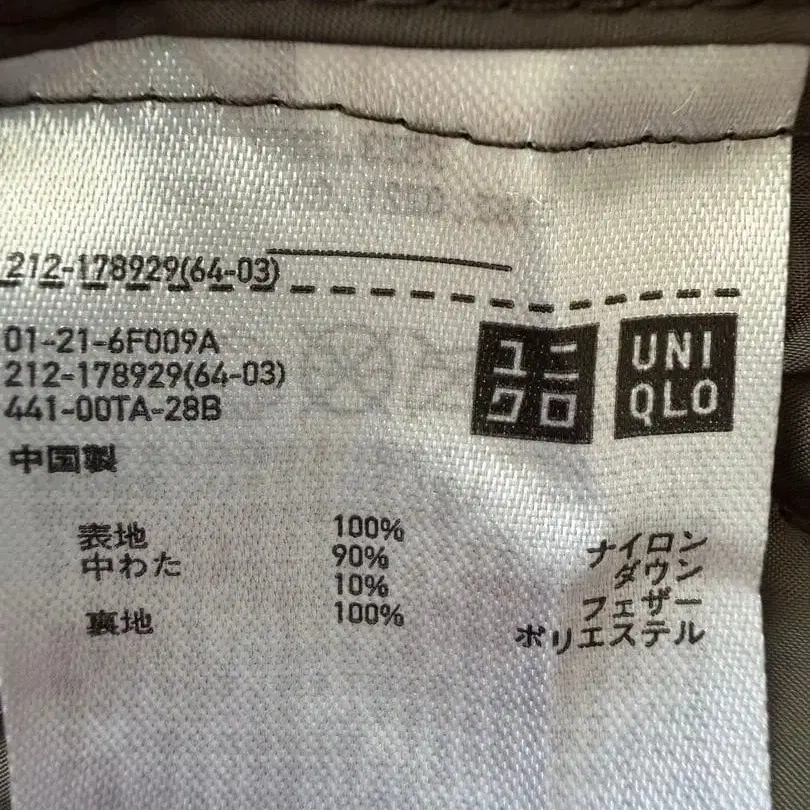 212-178929(64-03)
01-21-6F009A
212-178929(64-03)
441-00TA-28B
中国製
ユニ
クロ
UNI
QLO
表地 100% ナイロン
中わた 90% ダウン
10% フェザー
裏地 100% ポリエステル